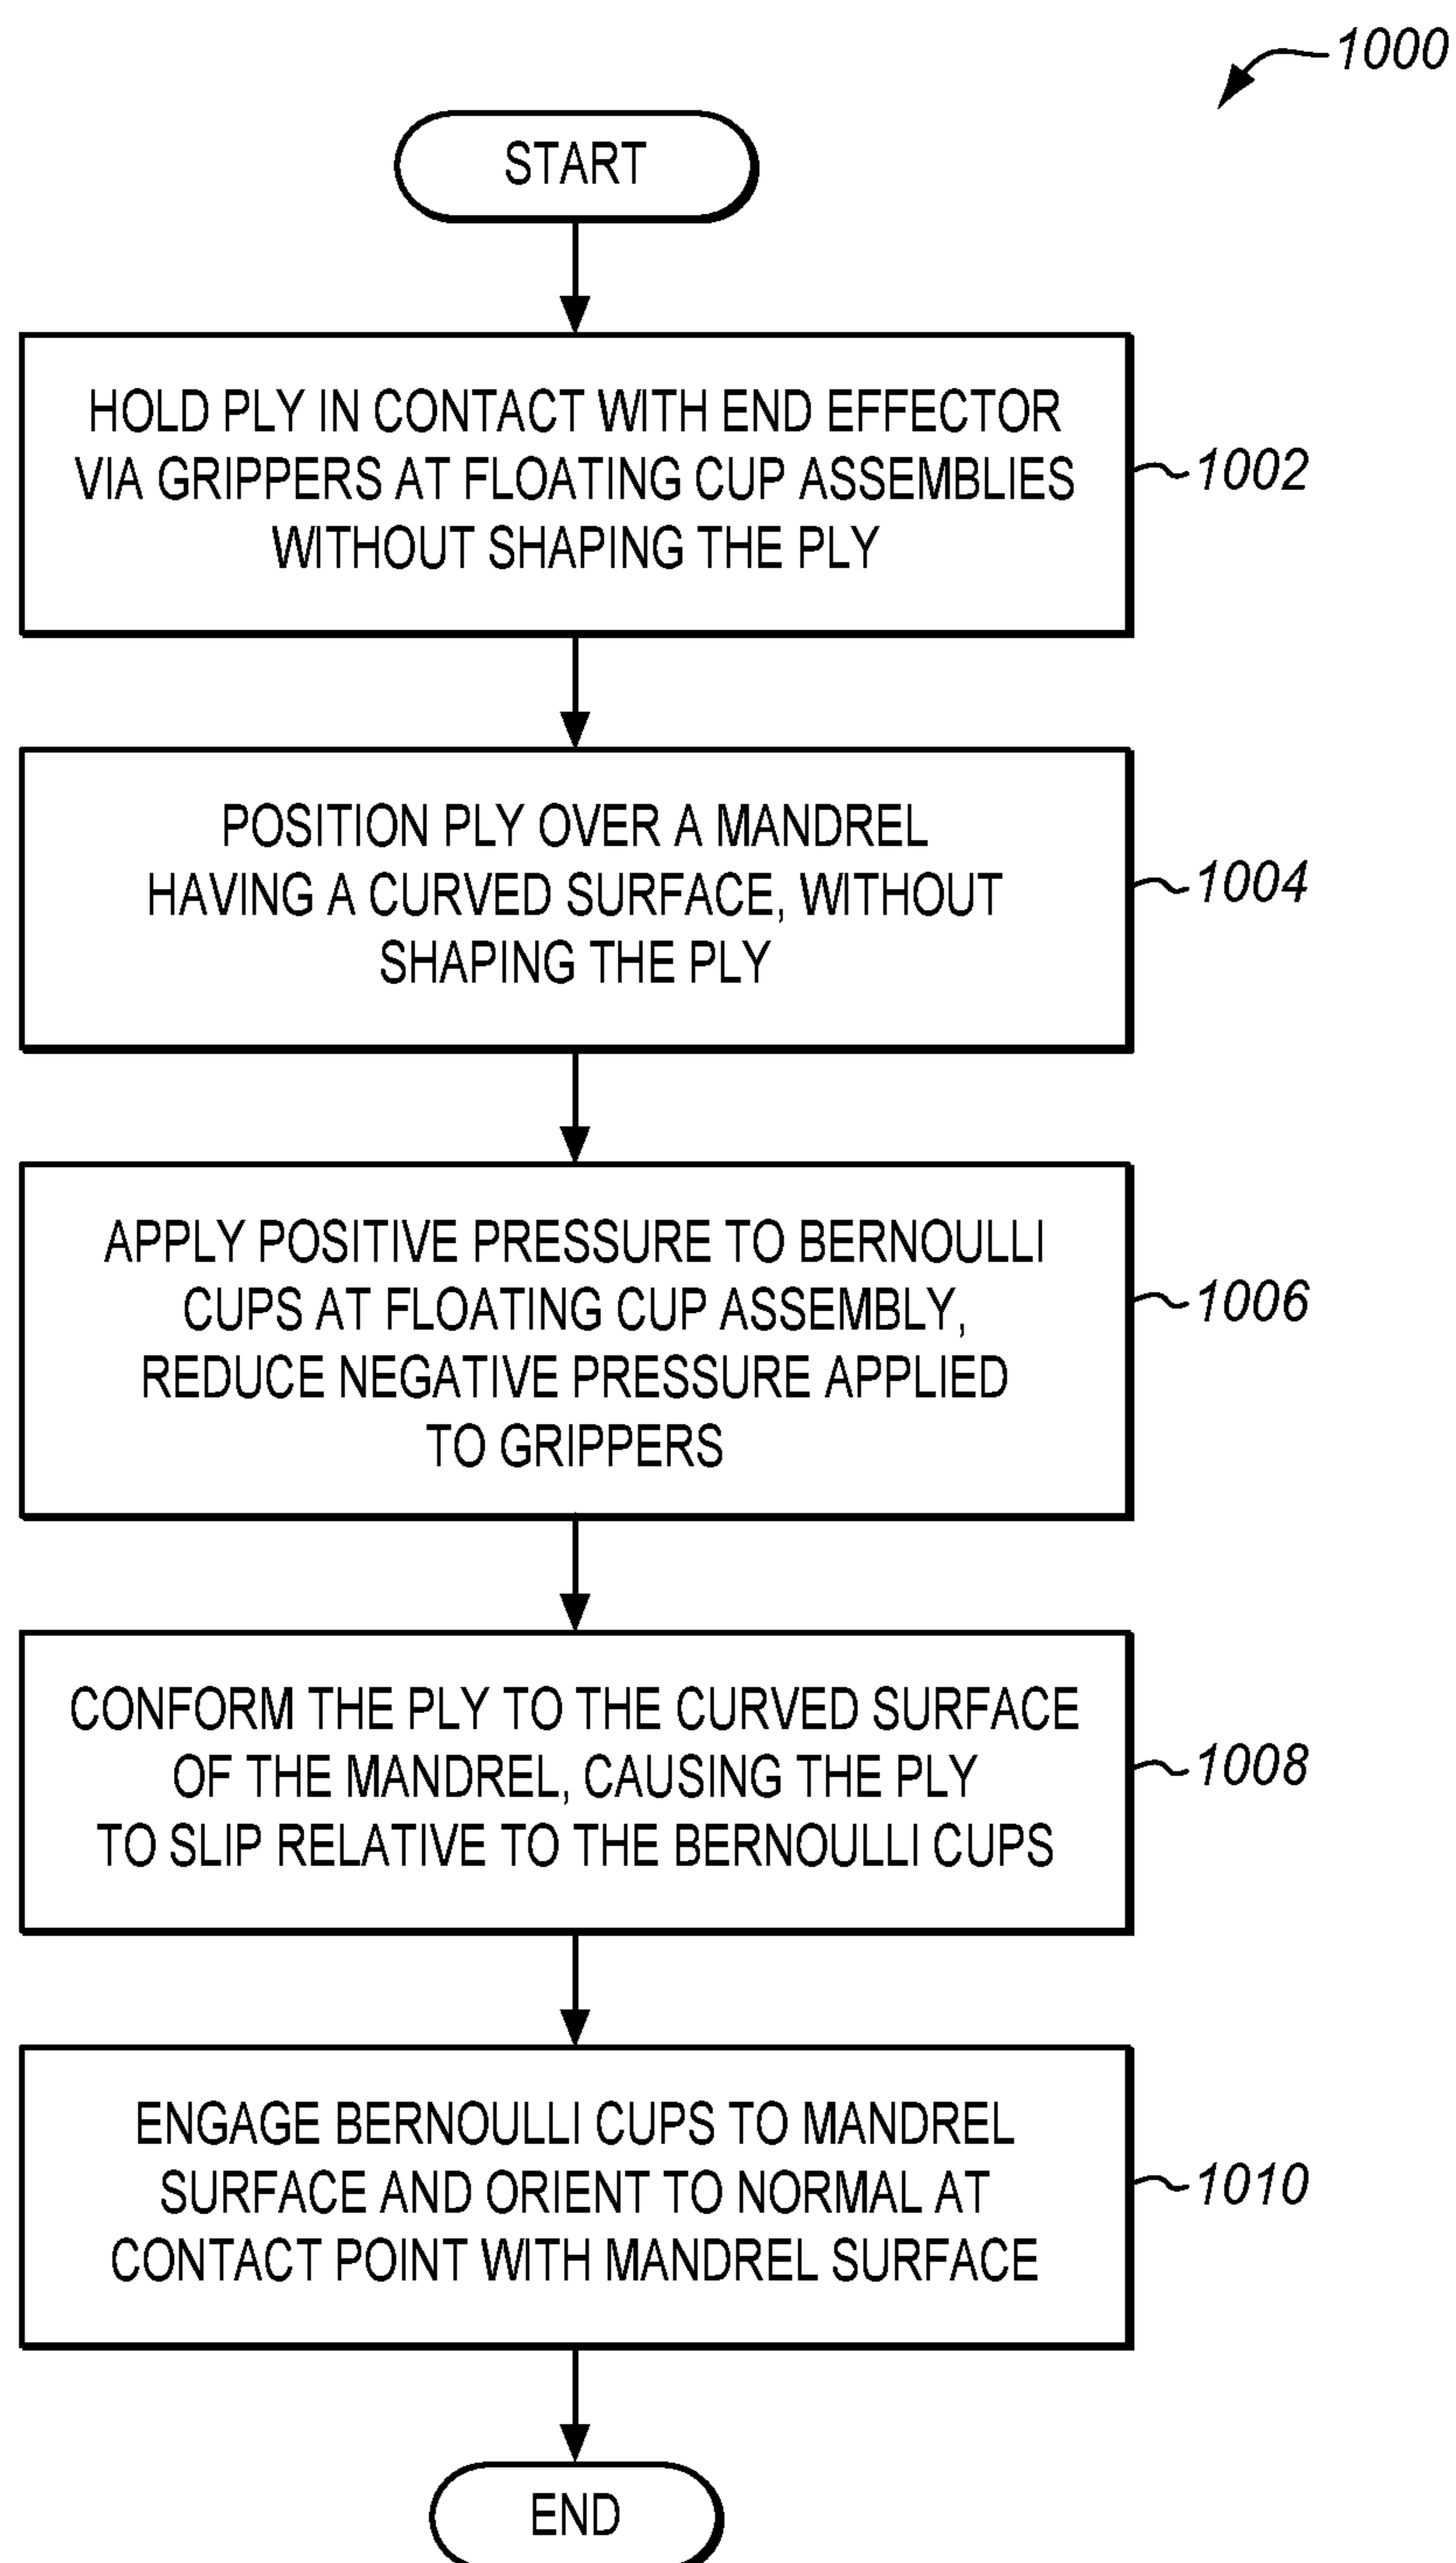 1000
START
HOLD PLY IN CONTACT WITH END EFFECTOR
VIA GRIPPERS AT FLOATING CUP ASSEMBLIES
WITHOUT SHAPING THE PLY
1002
POSITION PLY OVER A MANDREL
HAVING A CURVED SURFACE, WITHOUT
SHAPING THE PLY
1004
APPLY POSITIVE PRESSURE TO BERNOULLI
CUPS AT FLOATING CUP ASSEMBLY,
REDUCE NEGATIVE PRESSURE APPLIED
TO GRIPPERS
1006
CONFORM THE PLY TO THE CURVED SURFACE
OF THE MANDREL, CAUSING THE PLY
TO SLIP RELATIVE TO THE BERNOULLI CUPS
1008
ENGAGE BERNOULLI CUPS TO MANDREL
SURFACE AND ORIENT TO NORMAL AT
CONTACT POINT WITH MANDREL SURFACE
1010
END